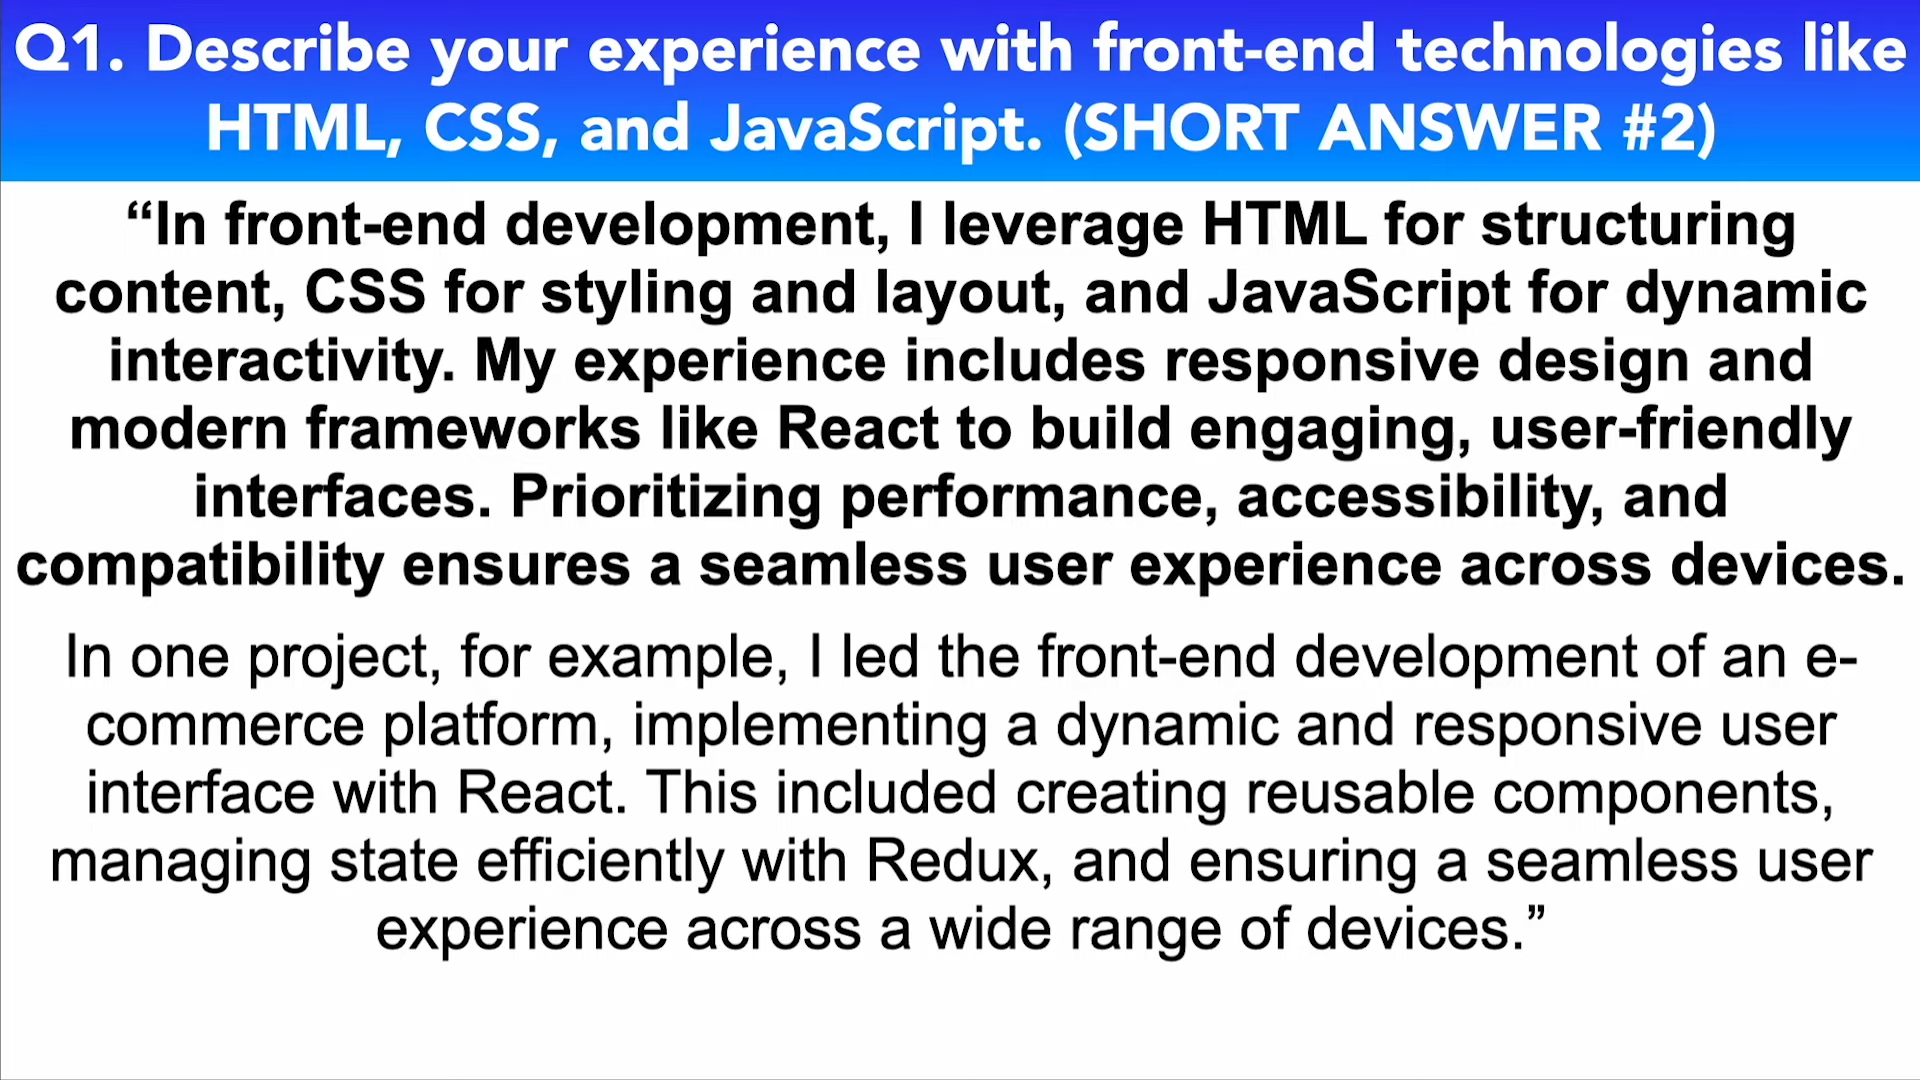 Q1. Describe your experience with front-end technologies like
HTML, CSS, and JavaScript. (SHORT ANSWER #2)
“In front-end development, I leverage HTML for structuring
content, CSS for styling and layout, and JavaScript for dynamic
interactivity. My experience includes responsive design and
modern frameworks like React to build engaging, user-friendly
interfaces. Prioritizing performance, accessibility, and
compatibility ensures a seamless user experience across devices.
In one project, for example, I led the front-end development of an e-
commerce platform, implementing a dynamic and responsive user
interface with React. This included creating reusable components,
managing state efficiently with Redux, and ensuring a seamless user
experience across a wide range of devices.”